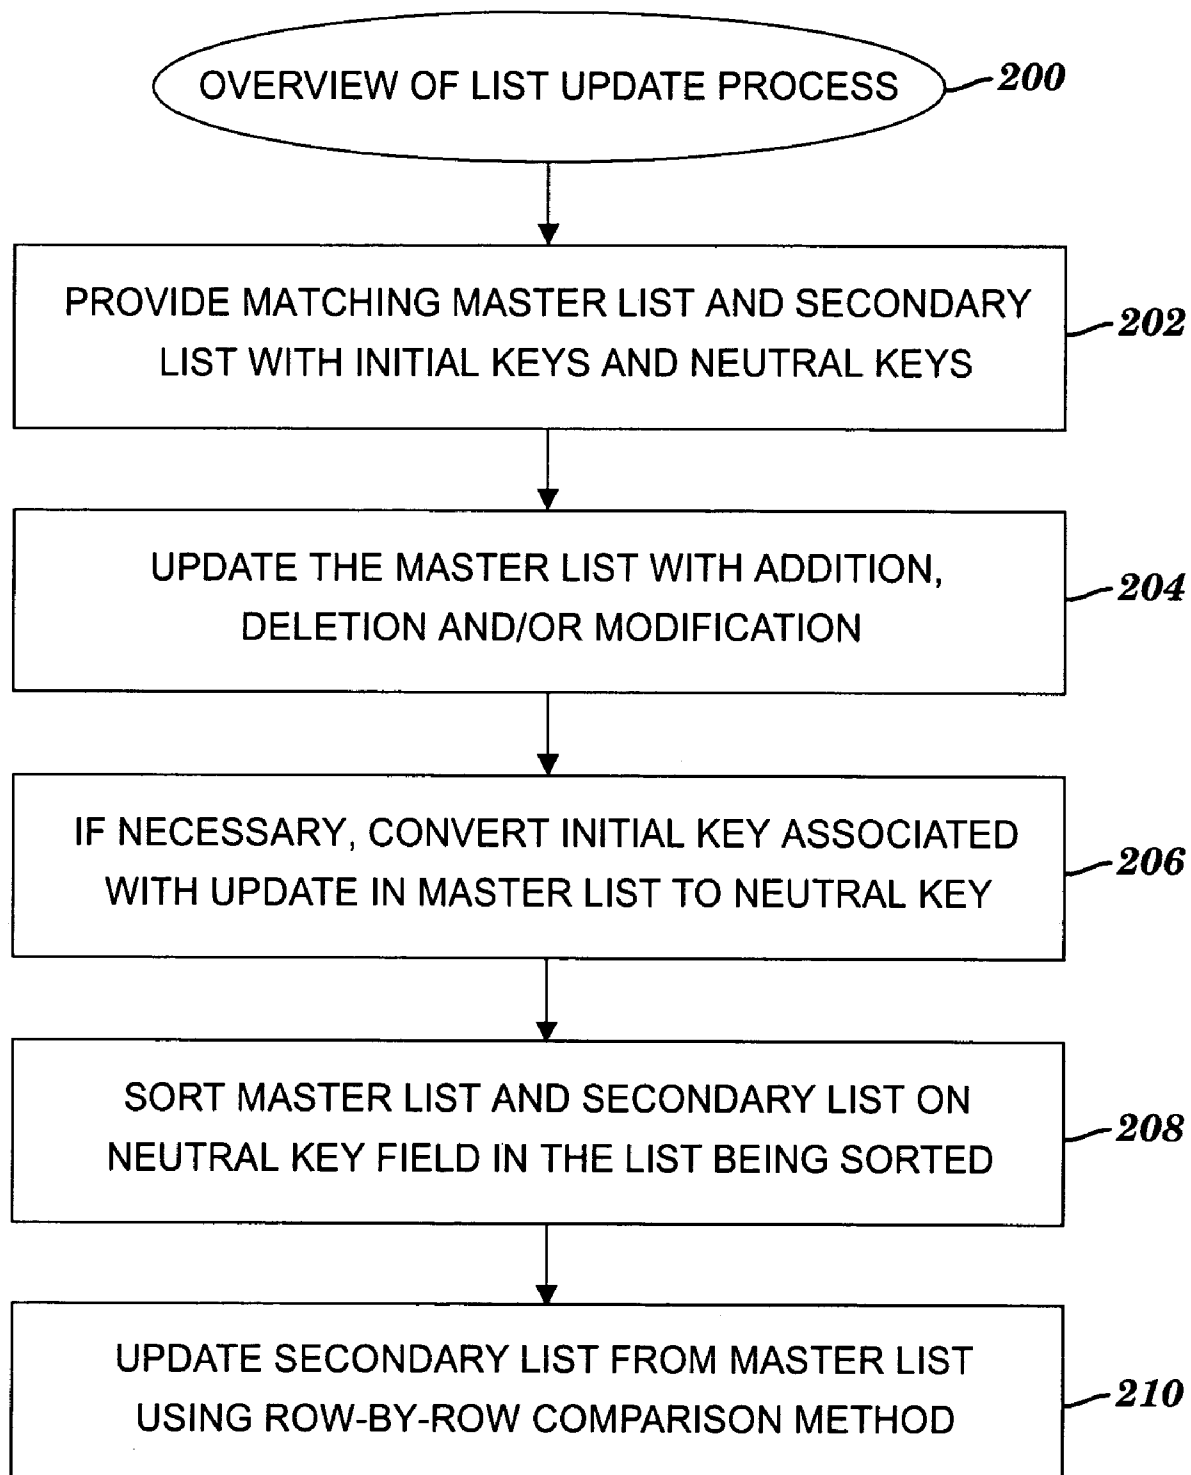 OVERVIEW OF LIST UPDATE PROCESS
200
PROVIDE MATCHING MASTER LIST AND SECONDARY
LIST WITH INITIAL KEYS AND NEUTRAL KEYS
202
UPDATE THE MASTER LIST WITH ADDITION,
DELETION AND/OR MODIFICATION
204
IF NECESSARY, CONVERT INITIAL KEY ASSOCIATED
WITH UPDATE IN MASTER LIST TO NEUTRAL KEY
206
SORT MASTER LIST AND SECONDARY LIST ON
NEUTRAL KEY FIELD IN THE LIST BEING SORTED
208
UPDATE SECONDARY LIST FROM MASTER LIST
USING ROW-BY-ROW COMPARISON METHOD
210